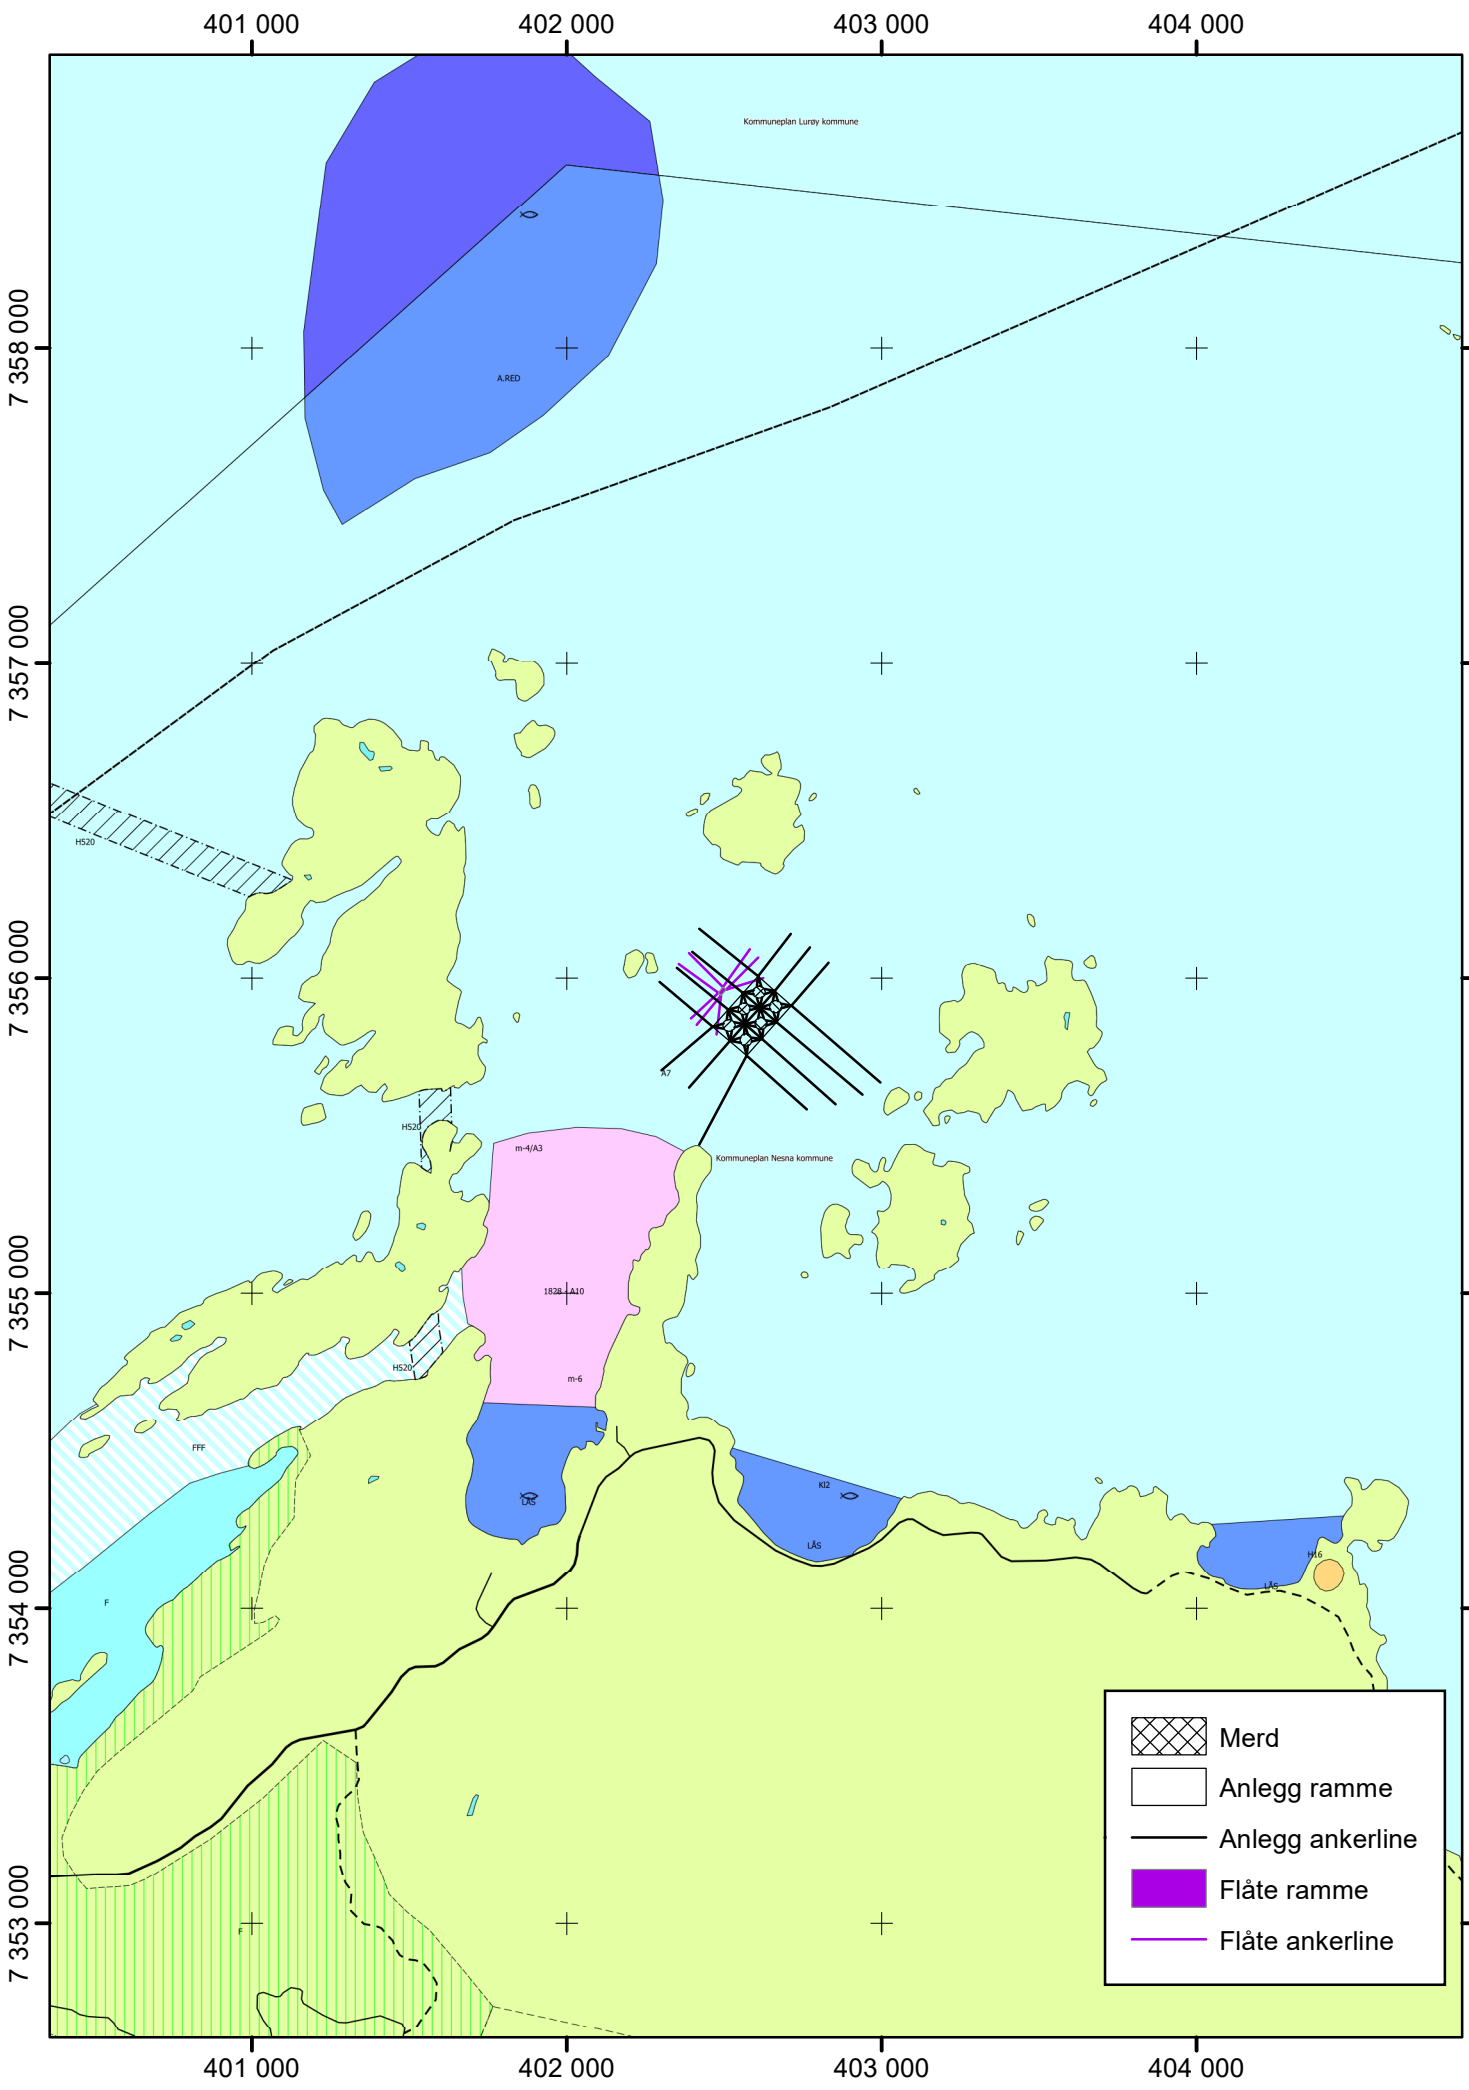 401 000 402 000 403 000 404 000
Kommuneplan Lurøy kommune
7 358 000
A.RED
7 357 000
H520
7 356 000
A7
H520
m-4/A3
Kommuneplan Nesna kommune
7 355 000
1828 - A10
H520
m-6
FFF
KI2
LÅS
LÅS
H16
LÅS
7 354 000
F
Merd
Anlegg ramme
Anlegg ankerline
Flåte ramme
Flåte ankerline
7 353 000
F
401 000 402 000 403 000 404 000